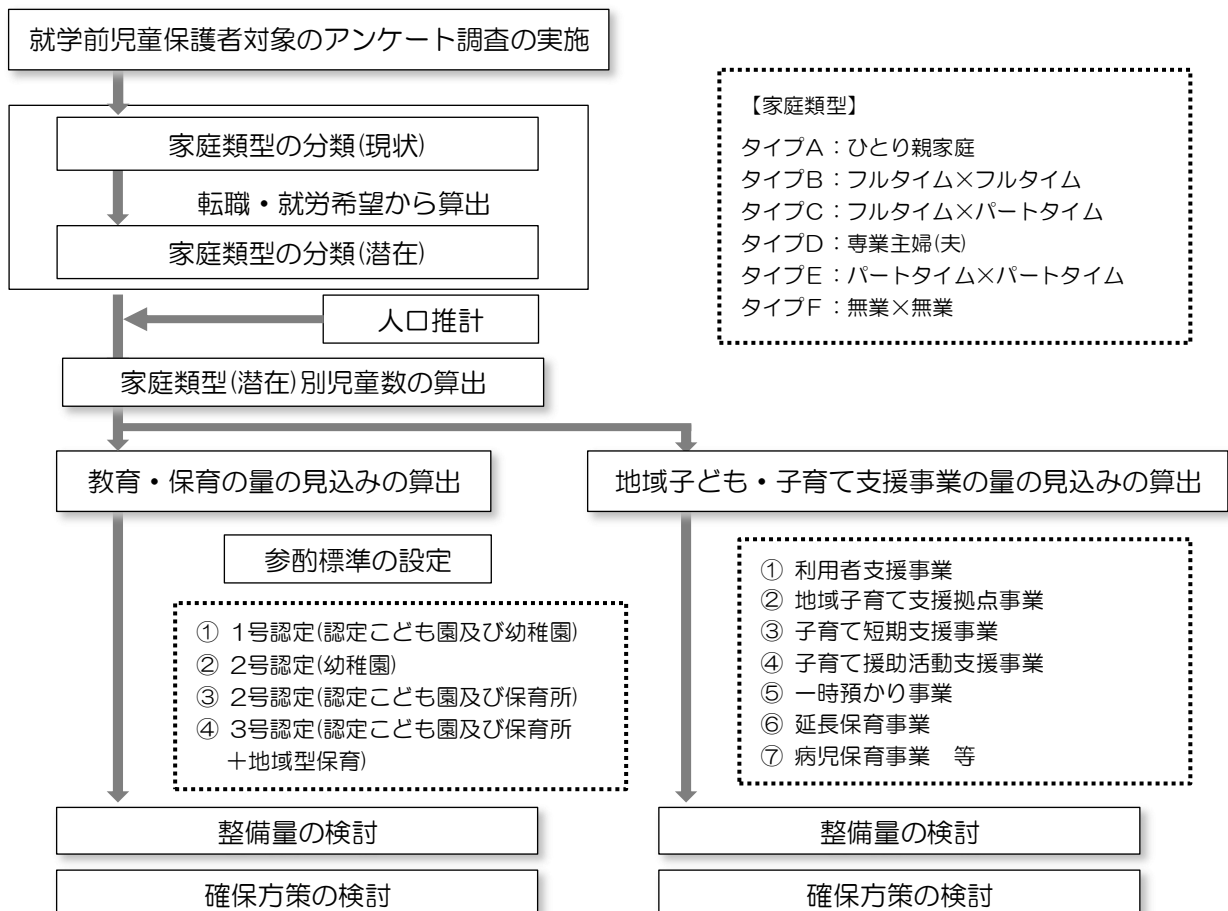 就学前児童保護者対象のアンケート調査の実施
家庭類型の分類(現状)
転職・就労希望から算出
家庭類型の分類(潜在)
人口推計
家庭類型(潜在)別児童数の算出
【家庭類型】
タイプA：ひとり親家庭
タイプB：フルタイム×フルタイム
タイプC：フルタイム×パートタイム
タイプD：専業主婦(夫)
タイプE：パートタイム×パートタイム
タイプF：無業×無業
教育・保育の量の見込みの算出
参酌標準の設定
① 1号認定(認定こども園及び幼稚園)
② 2号認定(幼稚園)
③ 2号認定(認定こども園及び保育所)
④ 3号認定(認定こども園及び保育所
＋地域型保育)
整備量の検討
確保方策の検討
地域子ども・子育て支援事業の量の見込みの算出
① 利用者支援事業
② 地域子育て支援拠点事業
③ 子育て短期支援事業
④ 子育て援助活動支援事業
⑤ 一時預かり事業
⑥ 延長保育事業
⑦ 病児保育事業　等
整備量の検討
確保方策の検討